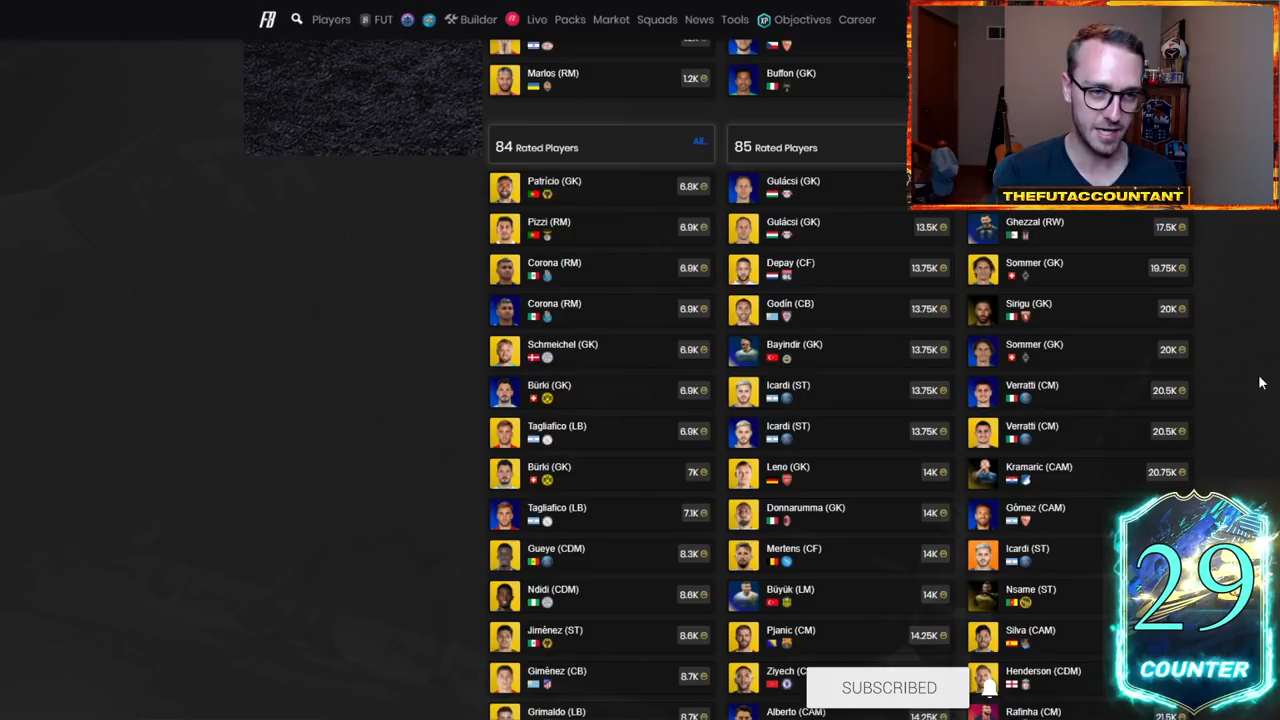 Players FUT Builder Live Packs Market Squads News Tools XP Objectives Career
Marlos (RM)
1.2K
Buffon (GK)
84 Rated Players
All..
85 Rated Players
Patrício (GK)
6.8K
Pizzi (RM)
6.9K
Corona (RM)
6.9K
Corona (RM)
6.9K
Schmeichel (GK)
6.9K
Bürki (GK)
6.9K
Tagliafico (LB)
6.9K
Bürki (GK)
7K
Tagliafico (LB)
7.1K
Gueye (CDM)
8.3K
Ndidi (CDM)
8.6K
Jiménez (ST)
8.6K
Giménez (CB)
8.7K
Grimaldo (LB)
8.7K
Gulácsi (GK)
Gulácsi (GK)
13.5K
Depay (CF)
13.75K
Godín (CB)
13.75K
Bayindir (GK)
13.75K
Icardi (ST)
13.75K
Icardi (ST)
13.75K
Leno (GK)
14K
Donnarumma (GK)
14K
Mertens (CF)
14K
Büyük (LM)
14K
Pjanic (CM)
14.25K
Ziyech (C
Alberto (CAM)
14.25K
Ghezzal (RW)
17.5K
Sommer (GK)
19.75K
Sirigu (GK)
20K
Sommer (GK)
20K
Verratti (CM)
20.5K
Verratti (CM)
20.5K
Kramaric (CAM)
20.75K
Gómez (CAM)
Icardi (ST)
Nsame (ST)
Silva (CAM)
Henderson (CDM)
Rafinha (CM)
21.5K
THEFUTACCOUNTANT
SUBSCRIBED
29
COUNTER